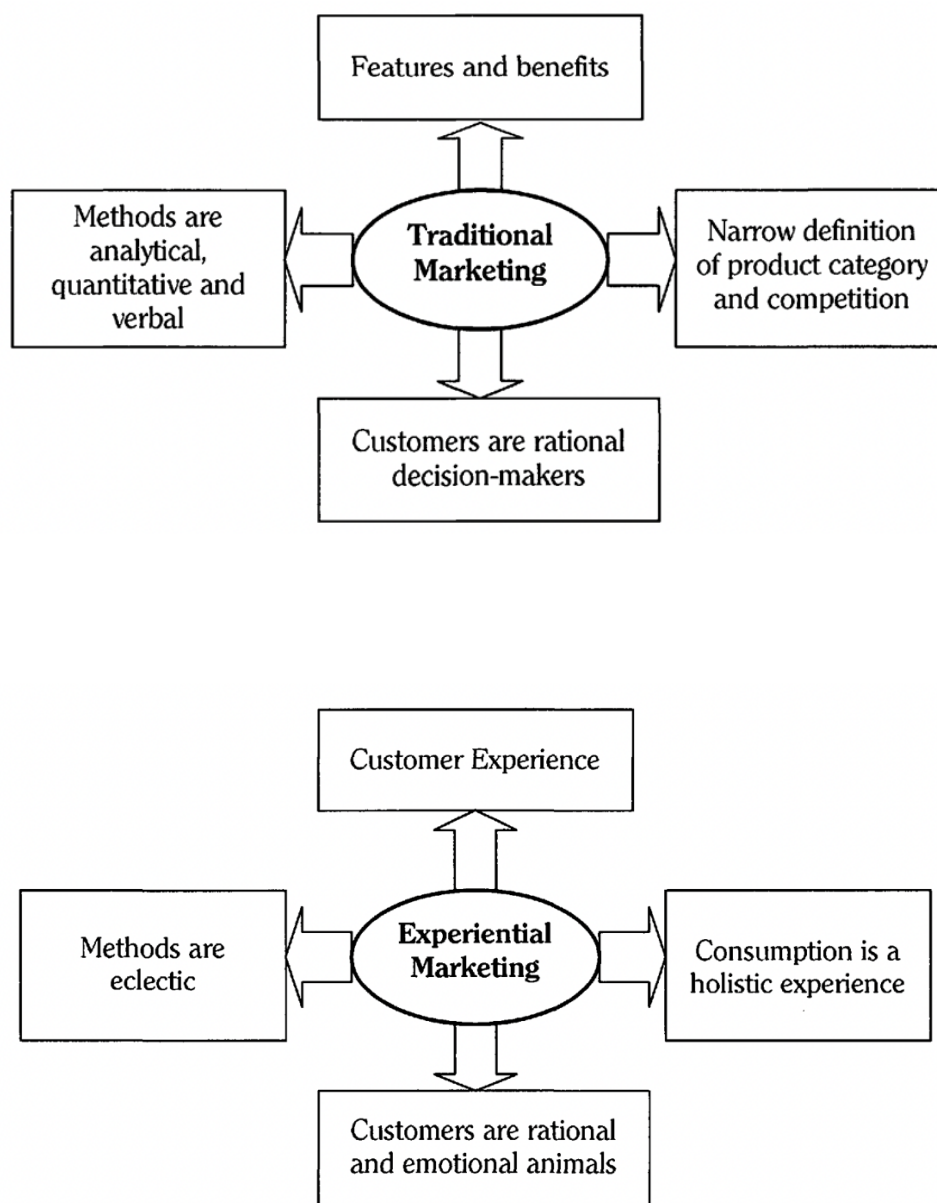 Features and benefits
Methods are
analytical,
quantitative and
verbal
Traditional
Marketing
Narrow definition
of product category
and competition
Customers are rational
decision-makers
Customer Experience
Methods are
eclectic
Experiential
Marketing
Consumption is a
holistic experience
Customers are rational
and emotional animals